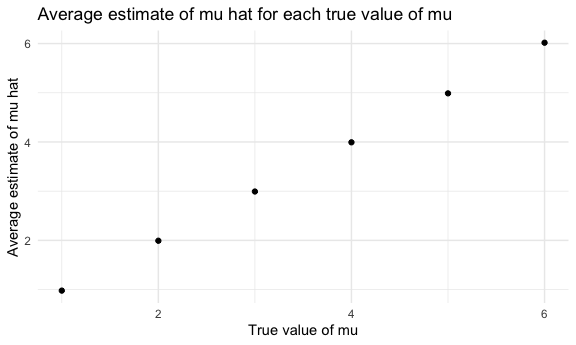 Average estimate of mu hat for each true value of mu
Average estimate of mu hat
6
4
2
2
4
6
True value of mu